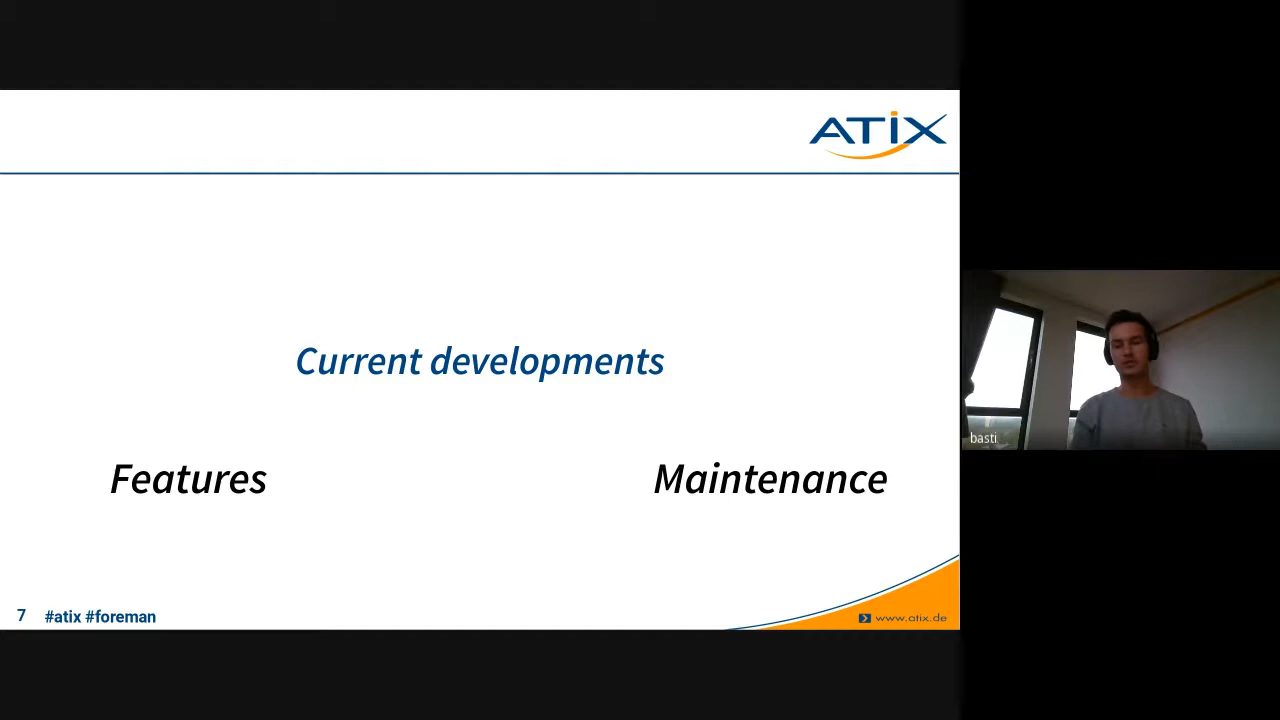 ATIX
Current developments
Features
Maintenance
7 #atix #foreman
www.atix.de
basti